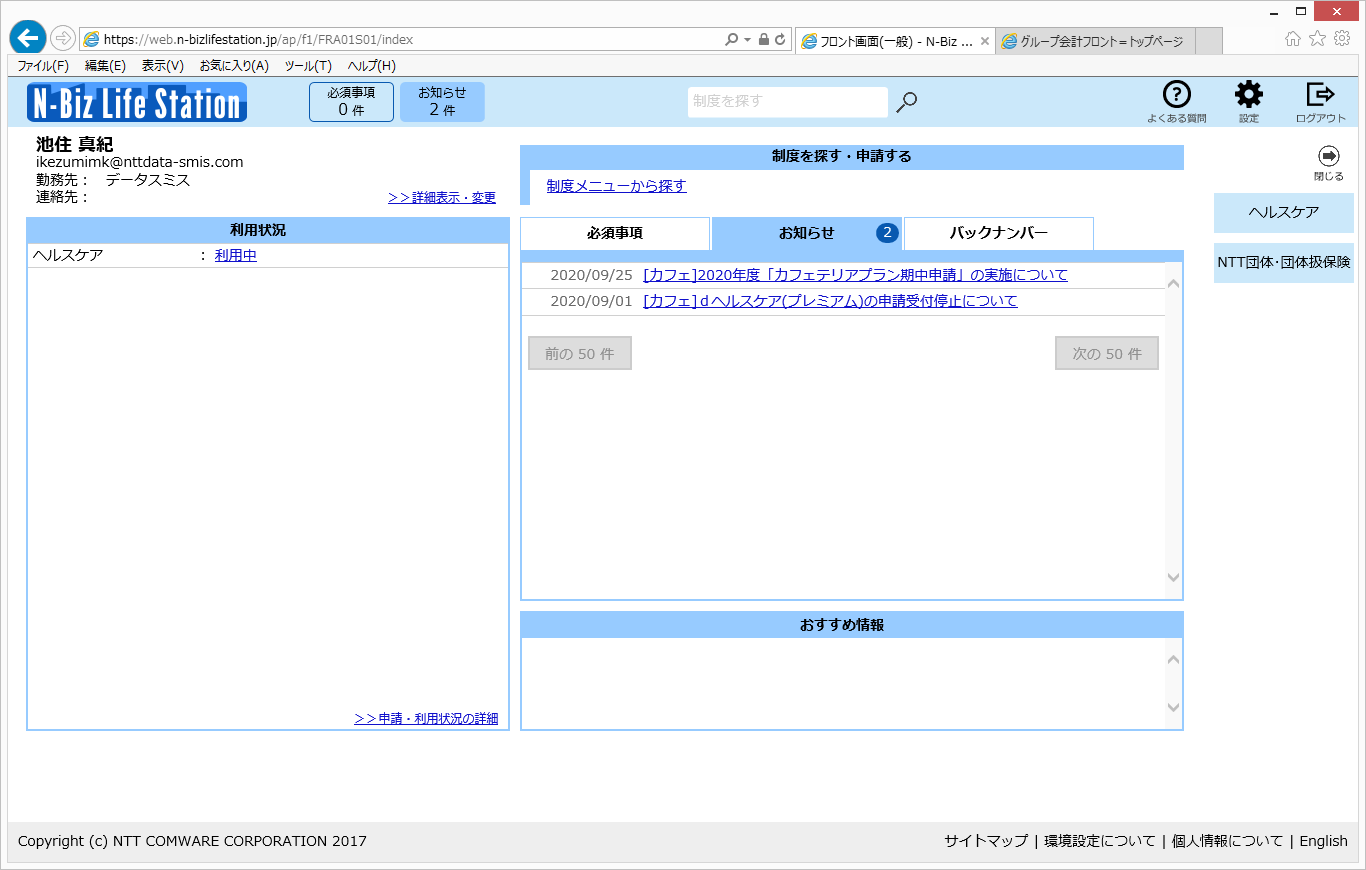 https://web.n-bizlifestation.jp/ap/f1/FRA01S01/index
フロント画面(一般) - N-Biz ...
グループ会計フロント=トップページ
ファイル(F) 編集(E) 表示(V) お気に入り(A) ツール(T) ヘルプ(H)
N-Biz Life Station
必須事項
0 件
お知らせ
2 件
制度を探す
よくある質問
設定
ログアウト
池住 真紀
ikezumimk@nttdata-smis.com
勤務先： データスミス
連絡先：
>>詳細表示・変更
利用状況
ヘルスケア ： 利用中
>>申請・利用状況の詳細
制度を探す・申請する
制度メニューから探す
必須事項
お知らせ 2
バックナンバー
2020/09/25 [カフェ]2020年度「カフェテリアプラン期中申請」の実施について
2020/09/01 [カフェ]ｄヘルスケア(プレミアム)の申請受付停止について
前の 50 件
次の 50 件
おすすめ情報
閉じる
ヘルスケア
NTT団体･団体扱保険
Copyright (c) NTT COMWARE CORPORATION 2017
サイトマップ | 環境設定について | 個人情報について | English